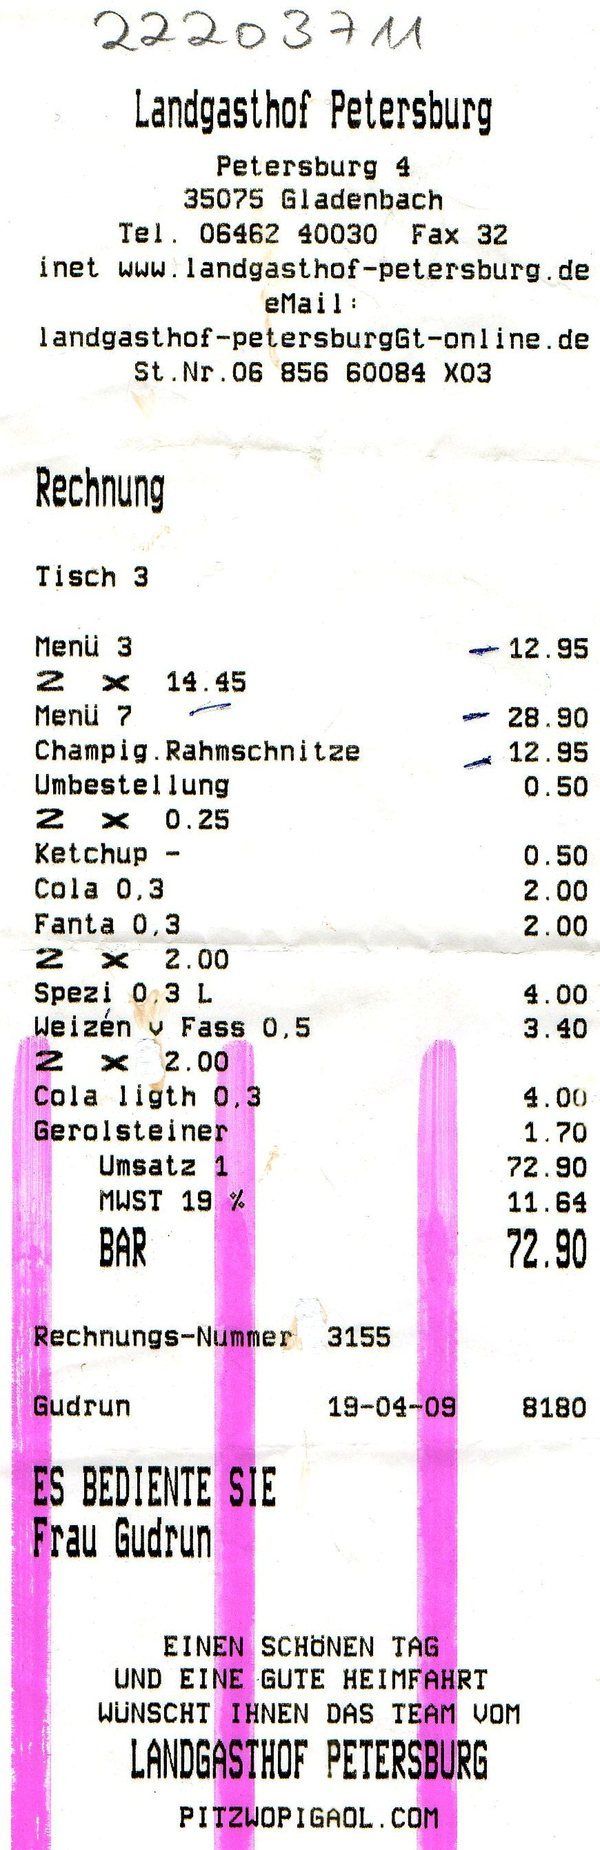 22203711
Landgasthof Petersburg
Petersburg 4
35075 Gladenbach
Tel. 06462 40030 Fax 32
inet www.landgasthof-petersburg.de
eMail:
landgasthof-petersburgGt-online.de
St.Nr.06 856 60084 X03
Rechnung
Tisch 3
Menü 3 12.95
2 x 14.45
Menü 7 28.90
Champig.Rahmschnitze 12.95
Umbestellung 0.50
2 x 0.25
Ketchup - 0.50
Cola 0,3 2.00
Fanta 0,3 2.00
2 x 2.00
Spezi 0,3 L 4.00
Weizen v Fass 0,5 3.40
2 x 2.00
Cola ligth 0,3 4.00
Gerolsteiner 1.70
Umsatz 1 72.90
MWST 19 % 11.64
BAR 72.90
Rechnungs-Nummer 3155
Gudrun 19-04-09 8180
ES BEDIENTE SIE
Frau Gudrun
EINEN SCHÖNEN TAG
UND EINE GUTE HEIMFAHRT
WÜNSCHT IHNEN DAS TEAM VOM
LANDGASTHOF PETERSBURG
PITZWOPIGAOL.COM